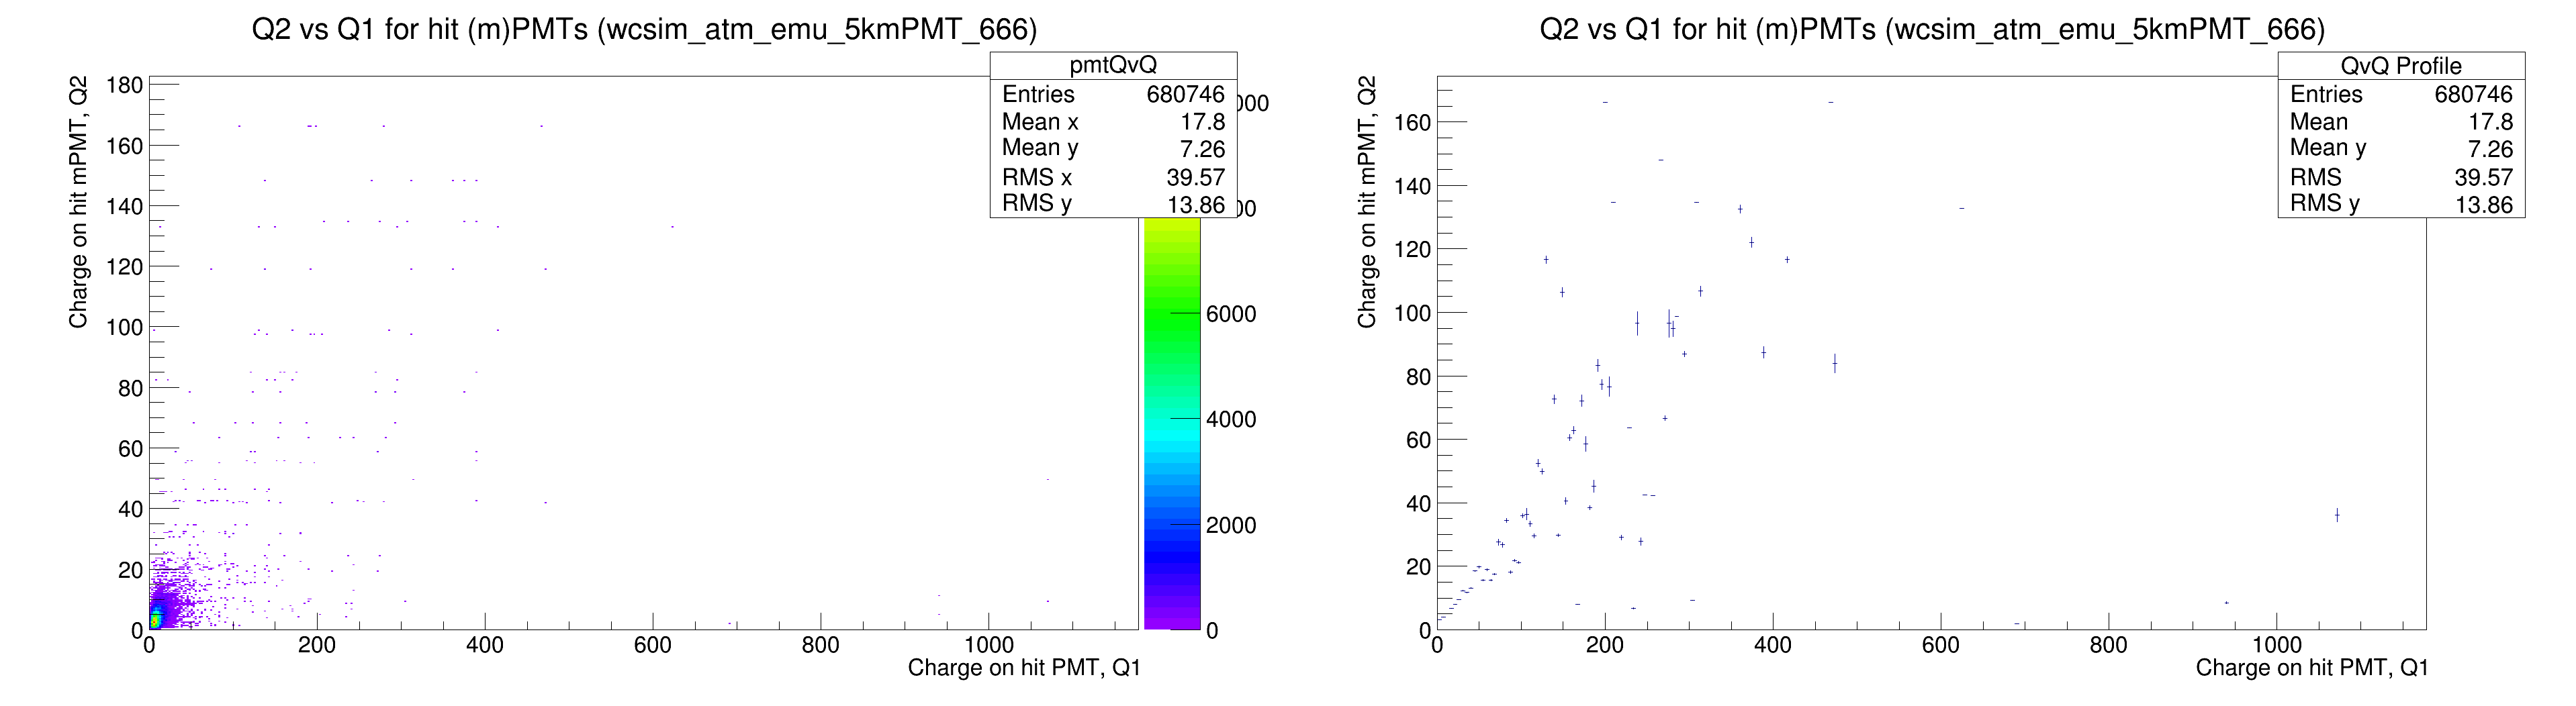 Q2 vs Q1 for hit (m)PMTs (wcsim_atm_emu_5kmPMT_666)
pmtQvQ
Entries 680746
Mean x 17.8
Mean y 7.26
RMS x 39.57
RMS y 13.86
Charge on hit mPMT, Q2
180
160
140
120
100
80
60
40
20
0
0 200 400 600 800 1000
Charge on hit PMT, Q1
6000
4000
2000
0
Q2 vs Q1 for hit (m)PMTs (wcsim_atm_emu_5kmPMT_666)
QvQ Profile
Entries 680746
Mean 17.8
Mean y 7.26
RMS 39.57
RMS y 13.86
Charge on hit mPMT, Q2
160
140
120
100
80
60
40
20
0
0 200 400 600 800 1000
Charge on hit PMT, Q1